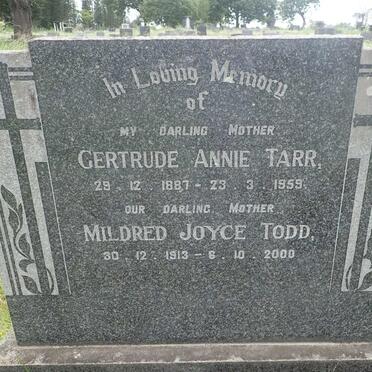 In Loving Memory
of
MY DARLING MOTHER
GERTRUDE ANNIE TARR,
29 . 12 . 1887 - 23 . 3 . 1959.
OUR DARLING MOTHER
MILDRED JOYCE TODD,
30 . 12 . 1913 - 6 . 10 . 2000